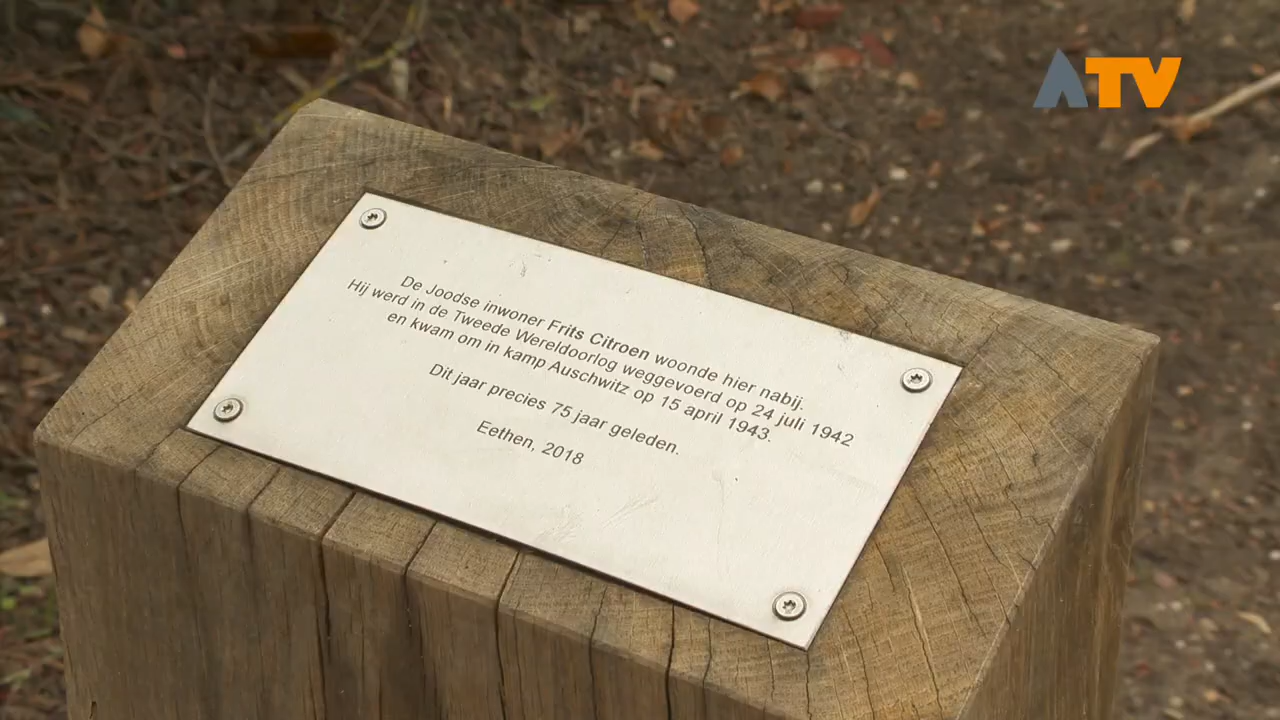 ATV
De Joodse inwoner Frits Citroen woonde hier nabij.
Hij werd in de Tweede Wereldoorlog weggevoerd op 24 juli 1942
en kwam om in kamp Auschwitz op 15 april 1943.
Dit jaar precies 75 jaar geleden.
Eethen, 2018